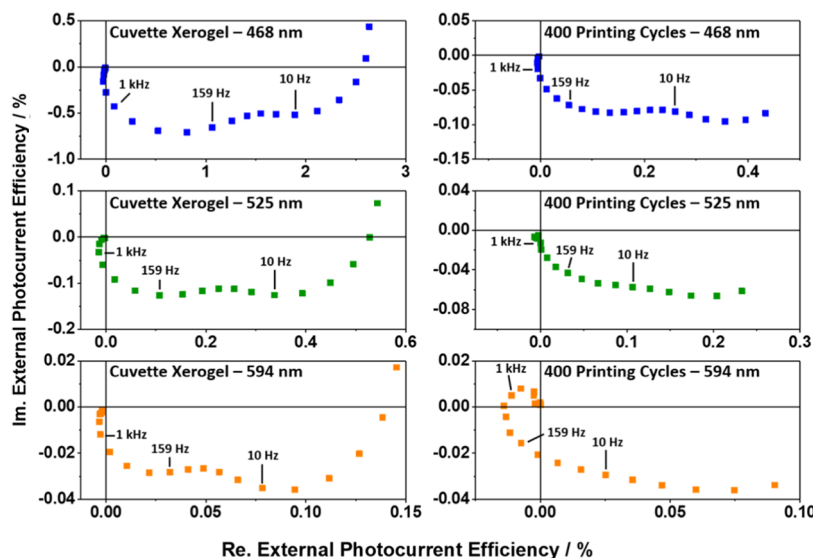 Im. External Photocurrent Efficiency / %
Cuvette Xerogel – 468 nm
0.5
0.0
-0.5
-1.0
0
1
2
3
1 kHz
159 Hz
10 Hz
400 Printing Cycles – 468 nm
0.05
0.00
-0.05
-0.10
-0.15
0.0
0.2
0.4
1 kHz
159 Hz
10 Hz
Cuvette Xerogel – 525 nm
0.1
0.0
-0.1
-0.2
0.0
0.2
0.4
0.6
1 kHz
159 Hz
10 Hz
400 Printing Cycles – 525 nm
0.04
0.00
-0.04
-0.08
0.0
0.1
0.2
0.3
1 kHz
159 Hz
10 Hz
Cuvette Xerogel – 594 nm
0.02
0.00
-0.02
-0.04
0.00
0.05
0.10
0.15
1 kHz
159 Hz
10 Hz
400 Printing Cycles – 594 nm
0.02
0.00
-0.02
-0.04
0.00
0.05
0.10
1 kHz
159 Hz
10 Hz
Re. External Photocurrent Efficiency / %